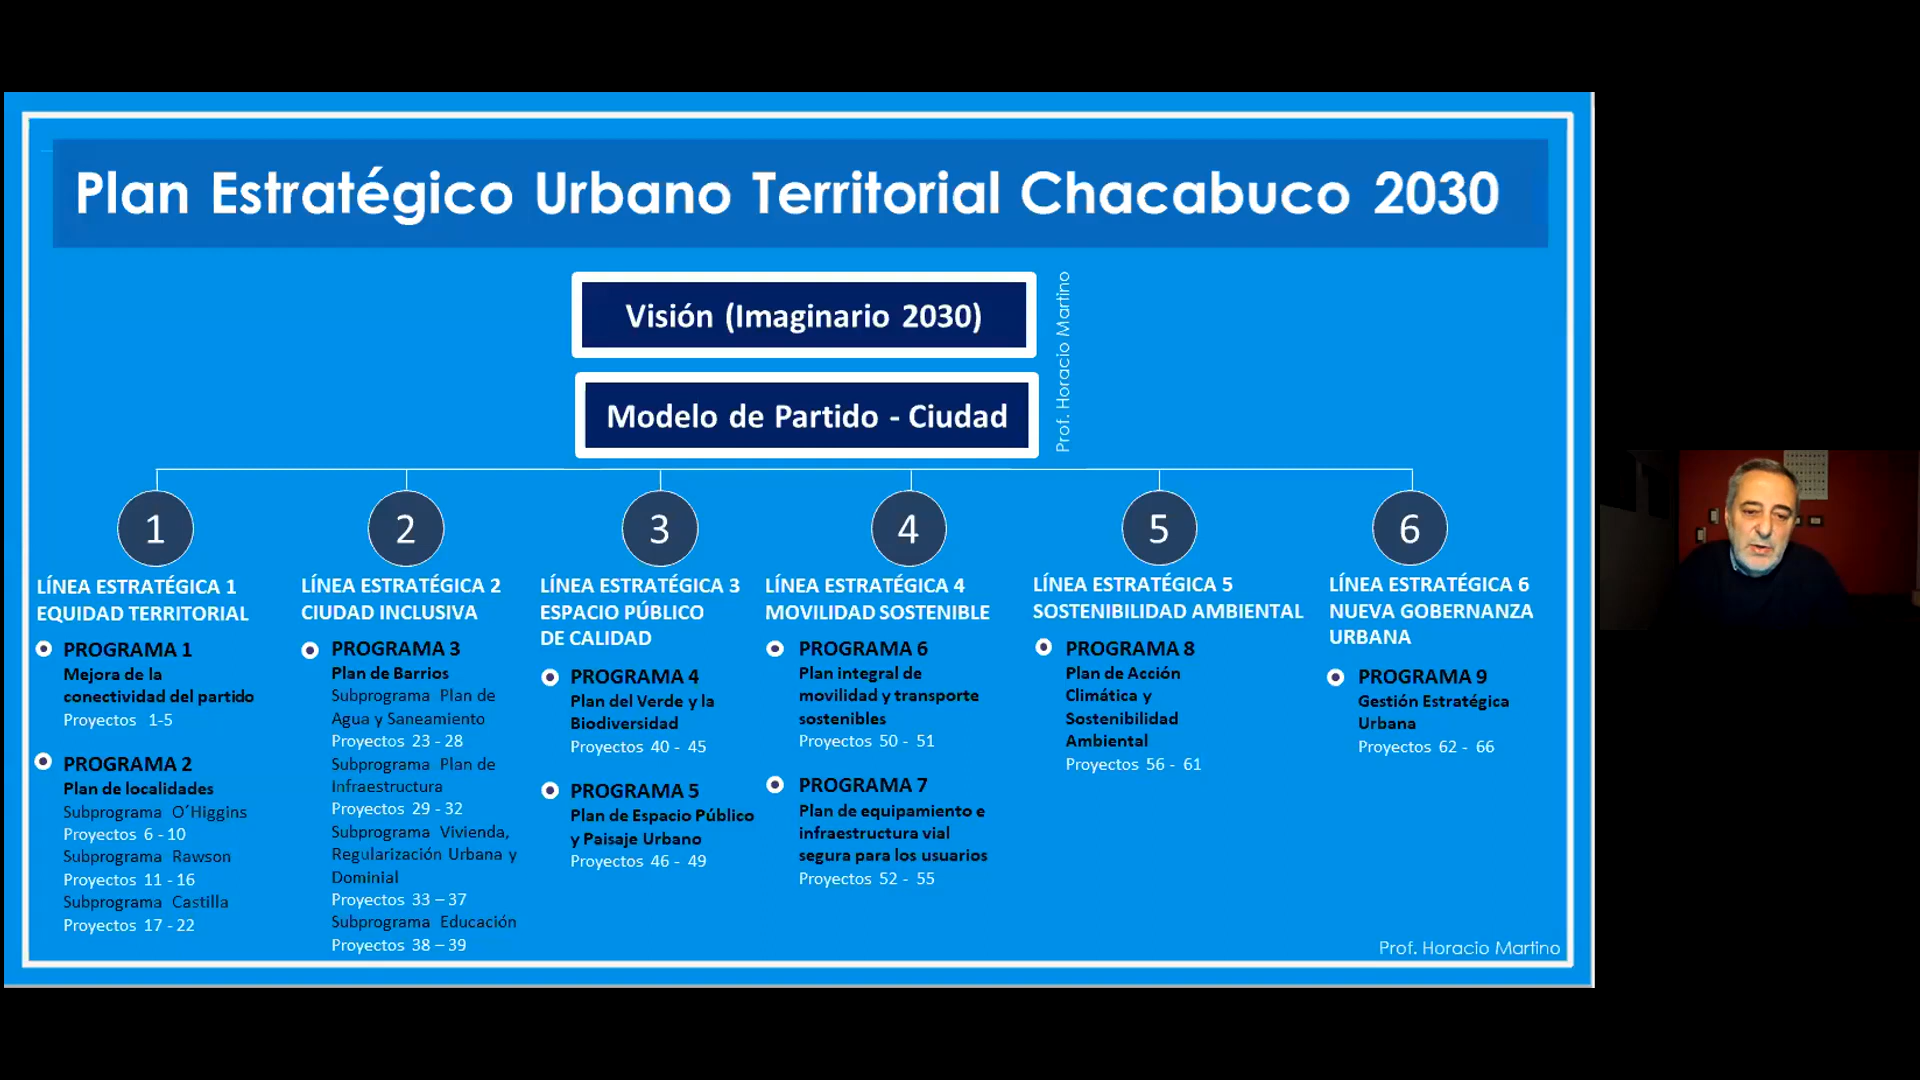 Plan Estratégico Urbano Territorial Chacabuco 2030
Visión (Imaginario 2030)
Modelo de Partido - Ciudad
Prof. Horacio Martino
1
LÍNEA ESTRATÉGICA 1
EQUIDAD TERRITORIAL
PROGRAMA 1
Mejora de la
conectividad del partido
Proyectos 1-5
PROGRAMA 2
Plan de localidades
Subprograma O´Higgins
Proyectos 6 - 10
Subprograma Rawson
Proyectos 11 - 16
Subprograma Castilla
Proyectos 17 - 22
2
LÍNEA ESTRATÉGICA 2
CIUDAD INCLUSIVA
PROGRAMA 3
Plan de Barrios
Subprograma Plan de
Agua y Saneamiento
Proyectos 23 - 28
Subprograma Plan de
Infraestructura
Proyectos 29 - 32
Subprograma Vivienda,
Regularización Urbana y
Dominial
Proyectos 33 – 37
Subprograma Educación
Proyectos 38 – 39
3
LÍNEA ESTRATÉGICA 3
ESPACIO PÚBLICO
DE CALIDAD
PROGRAMA 4
Plan del Verde y la
Biodiversidad
Proyectos 40 - 45
PROGRAMA 5
Plan de Espacio Público
y Paisaje Urbano
Proyectos 46 - 49
4
LÍNEA ESTRATÉGICA 4
MOVILIDAD SOSTENIBLE
PROGRAMA 6
Plan integral de
movilidad y transporte
sostenibles
Proyectos 50 - 51
PROGRAMA 7
Plan de equipamiento e
infraestructura vial
segura para los usuarios
Proyectos 52 - 55
5
LÍNEA ESTRATÉGICA 5
SOSTENIBILIDAD AMBIENTAL
PROGRAMA 8
Plan de Acción
Climática y
Sostenibilidad
Ambiental
Proyectos 56 - 61
6
LÍNEA ESTRATÉGICA 6
NUEVA GOBERNANZA
URBANA
PROGRAMA 9
Gestión Estratégica
Urbana
Proyectos 62 - 66
Prof. Horacio Martino